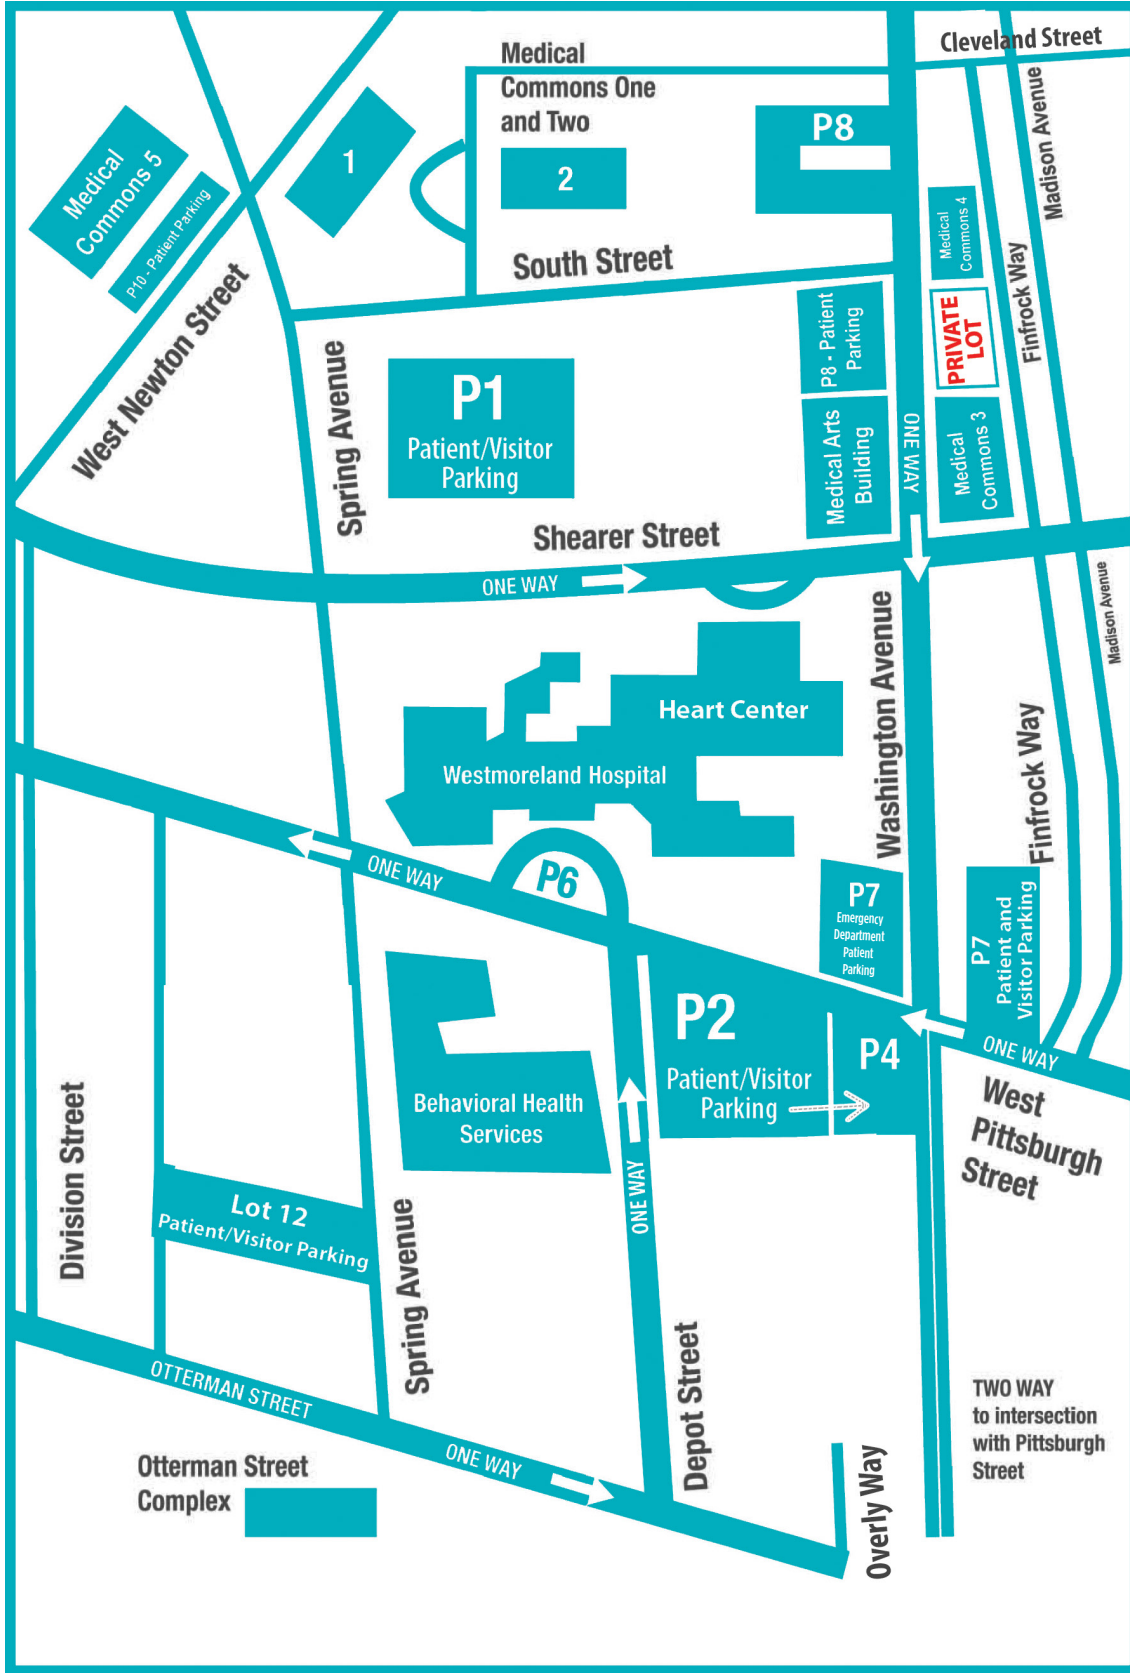 Cleveland Street
Medical
Commons One
and Two
Madison Avenue
P8
1
2
Medical
Commons 5
P10 - Patient Parking
Medical
Commons 4
South Street
Finfrock Way
West Newton Street
P8 - Patient
Parking
PRIVATE
LOT
Spring Avenue
P1
Patient/Visitor
Parking
Medical Arts
Building
ONE WAY
Medical
Commons 3
Shearer Street
ONE WAY
Madison Avenue
Washington Avenue
Heart Center
Westmoreland Hospital
Finfrock Way
ONE WAY
P6
P7
Emergency
Department
Patient
Parking
P7
Patient and
Visitor Parking
P2
Patient/Visitor
Parking
P4
ONE WAY
West
Pittsburgh
Street
Behavioral Health
Services
Division Street
ONE WAY
Lot 12
Patient/Visitor Parking
Spring Avenue
Depot Street
OTTERMAN STREET
ONE WAY
TWO WAY
to intersection
with Pittsburgh
Street
Otterman Street
Complex
Overly Way